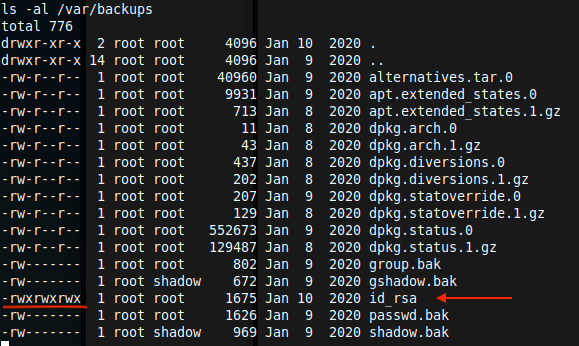 ls -al /var/backups
total 776
drwxr-xr-x  2 root root     4096 Jan 10  2020 .
drwxr-xr-x 14 root root     4096 Jan  9  2020 ..
-rw-r--r--  1 root root    40960 Jan  9  2020 alternatives.tar.0
-rw-r--r--  1 root root     9931 Jan  9  2020 apt.extended_states.0
-rw-r--r--  1 root root      713 Jan  8  2020 apt.extended_states.1.gz
-rw-r--r--  1 root root       11 Jan  8  2020 dpkg.arch.0
-rw-r--r--  1 root root       43 Jan  8  2020 dpkg.arch.1.gz
-rw-r--r--  1 root root      437 Jan  8  2020 dpkg.diversions.0
-rw-r--r--  1 root root      202 Jan  8  2020 dpkg.diversions.1.gz
-rw-r--r--  1 root root      207 Jan  9  2020 dpkg.statoverride.0
-rw-r--r--  1 root root      129 Jan  8  2020 dpkg.statoverride.1.gz
-rw-r--r--  1 root root   552673 Jan  9  2020 dpkg.status.0
-rw-r--r--  1 root root   129487 Jan  8  2020 dpkg.status.1.gz
-rw-------  1 root root      802 Jan  9  2020 group.bak
-rw-------  1 root shadow    672 Jan  9  2020 gshadow.bak
-rwxrwxrwx  1 root root     1675 Jan 10  2020 id_rsa
-rw-------  1 root root     1626 Jan  9  2020 passwd.bak
-rw-------  1 root shadow    969 Jan  9  2020 shadow.bak